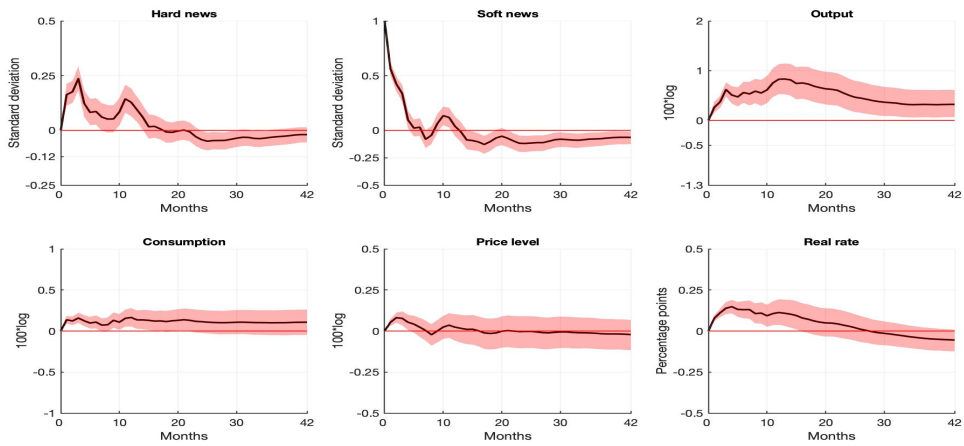 Hard news
Standard deviation
0.5
0.25
0
-0.12
-0.25
0 10 20 30 42
Months
Soft news
Standard deviation
1
0.5
0
-0.25
-0.5
0 10 20 30 42
Months
Output
100*log
2
1
0
-0.5
-1.3
0 10 20 30 42
Months
Consumption
100*log
1
0.5
0
-0.5
-1
0 10 20 30 42
Months
Price level
100*log
0.5
0.25
0
-0.25
-0.5
0 10 20 30 42
Months
Real rate
Percentage points
0.5
0.25
0
-0.25
-0.5
0 10 20 30 42
Months